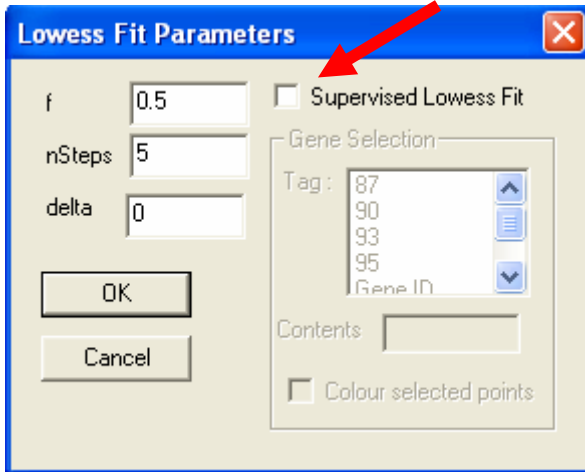 Lowess Fit Parameters
f 0.5
nSteps 5
delta 0
OK
Cancel
Supervised Lowess Fit
Gene Selection
Tag :
87
90
93
95
Gene ID
Contents
Colour selected points